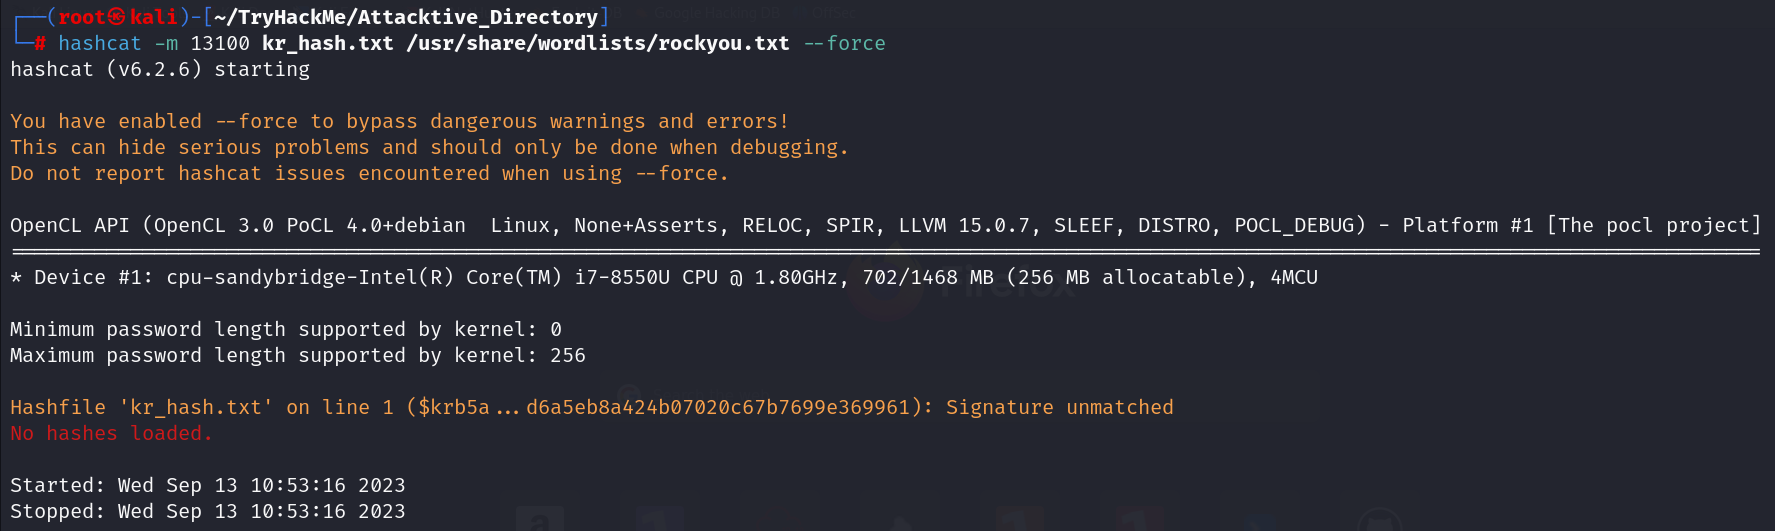 (root㉿kali)-[~/TryHackMe/Attacktive_Directory]
# hashcat -m 13100 kr_hash.txt /usr/share/wordlists/rockyou.txt --force
hashcat (v6.2.6) starting
You have enabled --force to bypass dangerous warnings and errors!
This can hide serious problems and should only be done when debugging.
Do not report hashcat issues encountered when using --force.
OpenCL API (OpenCL 3.0 PoCL 4.0+debian  Linux, None+Asserts, RELOC, SPIR, LLVM 15.0.7, SLEEF, DISTRO, POCL_DEBUG) - Platform #1 [The pocl project]
* Device #1: cpu-sandybridge-Intel(R) Core(TM) i7-8550U CPU @ 1.80GHz, 702/1468 MB (256 MB allocatable), 4MCU
Minimum password length supported by kernel: 0
Maximum password length supported by kernel: 256
Hashfile 'kr_hash.txt' on line 1 ($krb5a...d6a5eb8a424b07020c67b7699e369961): Signature unmatched
No hashes loaded.
Started: Wed Sep 13 10:53:16 2023
Stopped: Wed Sep 13 10:53:16 2023